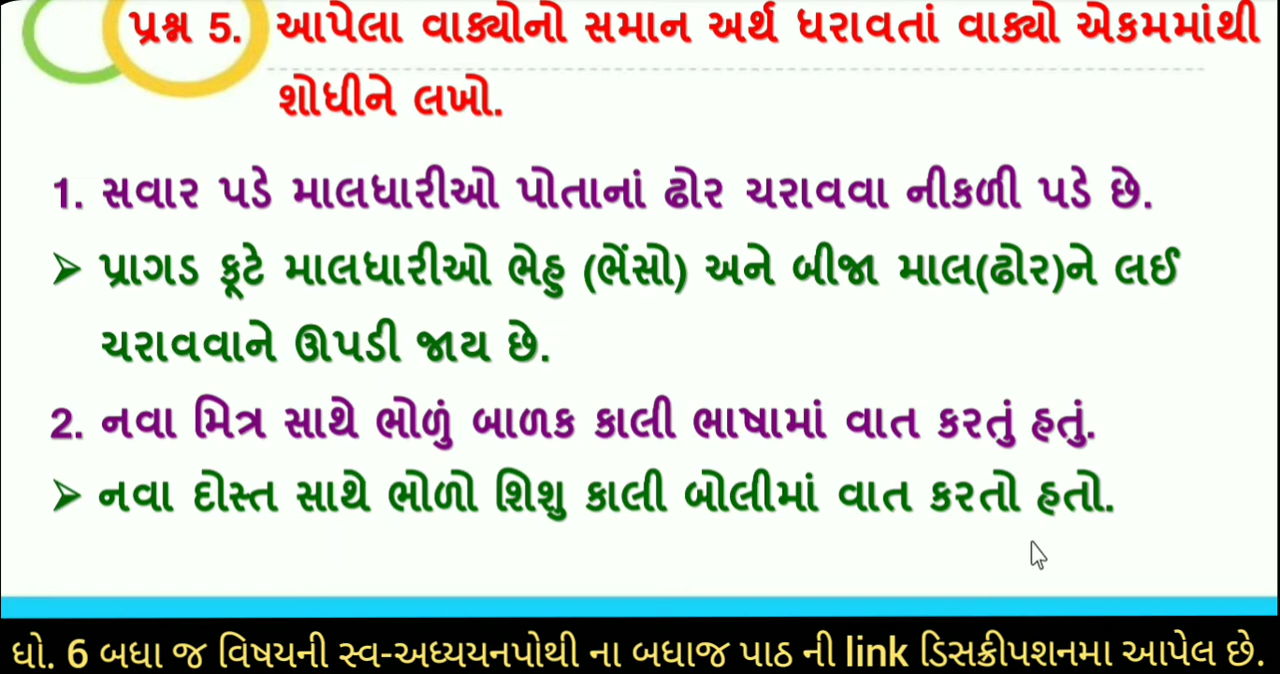 પ્રશ્ન 5. આપેલા વાક્યોનો સમાન અર્થ ધરાવતાં વાક્યો એકમમાંથી
શોધીને લખો.
1. સવાર પડે માલધારીઓ પોતાનાં ઢોર ચરાવવા નીકળી પડે છે.
➢ પ્રાગડ ફૂટે માલધારીઓ ભેહુ (ભેંસો) અને બીજા માલ(ઢોર)ને લઈ
ચરાવવાને ઊપડી જાય છે.
2. નવા મિત્ર સાથે ભોળું બાળક કાલી ભાષામાં વાત કરતું હતું.
➢ નવા દોસ્ત સાથે ભોળો શિશુ કાલી બોલીમાં વાત કરતો હતો.
ધો. 6 બધા જ વિષયની સ્વ-અધ્યયનપોથી ના બધાજ પાઠ ની link ડિસક્રીપશનમા આપેલ છે.